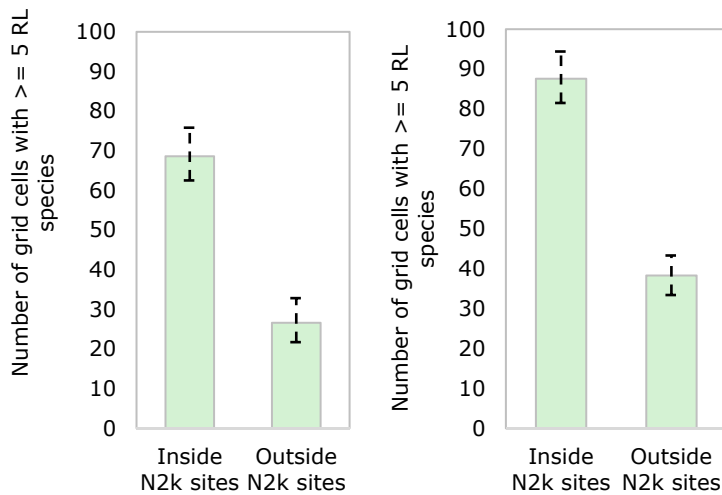 Number of grid cells with >= 5 RL
species
100
90
80
70
60
50
40
30
20
10
0
Inside
N2k sites
Outside
N2k sites
Number of grid cells with >= 5 RL
species
100
90
80
70
60
50
40
30
20
10
0
Inside
N2k sites
Outside
N2k sites